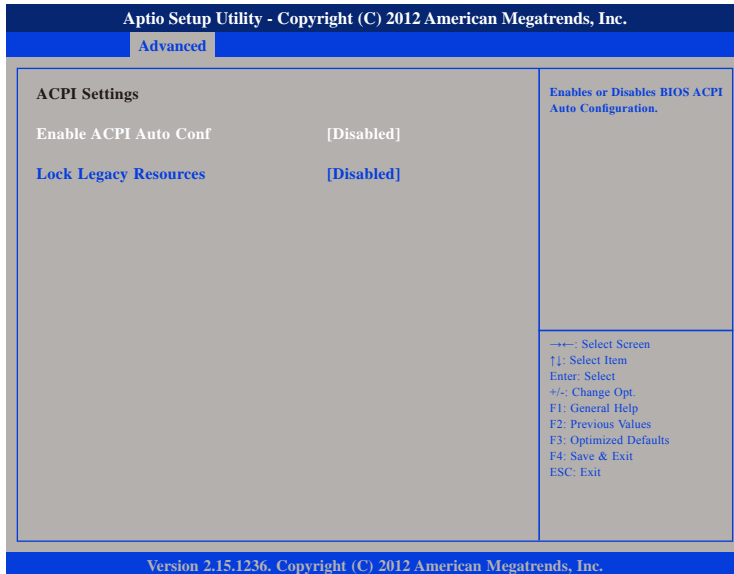 Aptio Setup Utility - Copyright (C) 2012 American Megatrends, Inc.
Advanced
ACPI Settings
Enable ACPI Auto Conf [Disabled]
Lock Legacy Resources [Disabled]
Enables or Disables BIOS ACPI
Auto Configuration.
→←: Select Screen
↑↓: Select Item
Enter: Select
+/-: Change Opt.
F1: General Help
F2: Previous Values
F3: Optimized Defaults
F4: Save & Exit
ESC: Exit
Version 2.15.1236. Copyright (C) 2012 American Megatrends, Inc.